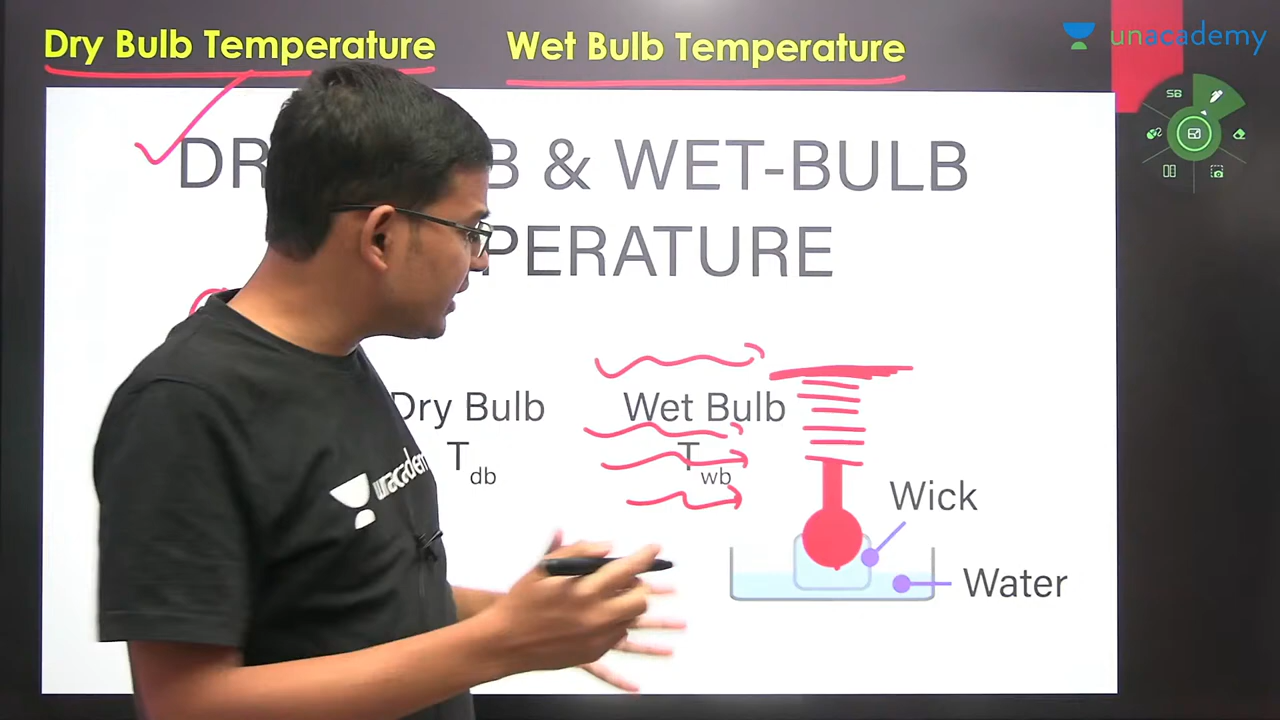 Dry Bulb Temperature Wet Bulb Temperature
unacademy
SB
DR B & WET-BULB
PERATURE
Dry Bulb Wet Bulb
T db T wb
Wick
Water
unacademy